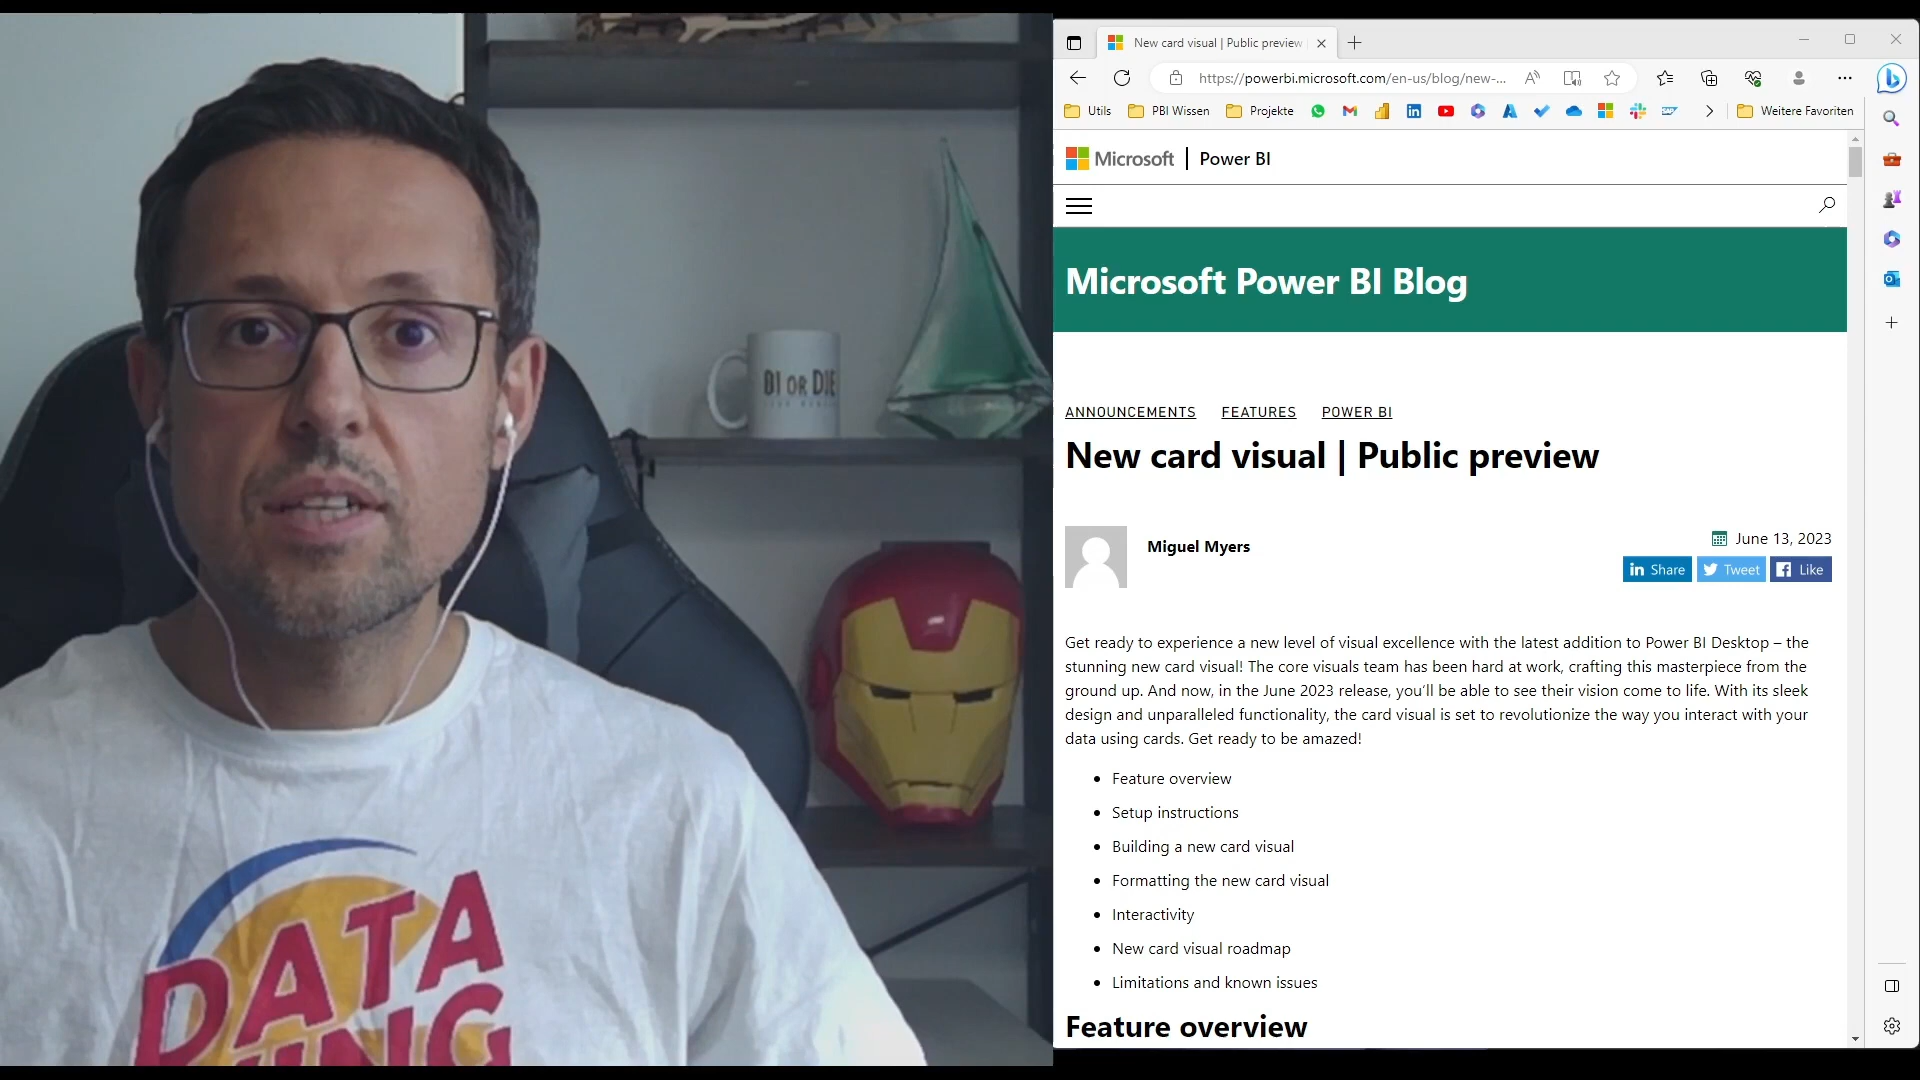 BI OR DIE
DATA
KING
New card visual | Public preview
https://powerbi.microsoft.com/en-us/blog/new-...
Utils PBI Wissen Projekte Weitere Favoriten
Microsoft Power BI
Microsoft Power BI Blog
ANNOUNCEMENTS FEATURES POWER BI
New card visual | Public preview
Miguel Myers
June 13, 2023
in Share Tweet Like
Get ready to experience a new level of visual excellence with the latest addition to Power BI Desktop – the
stunning new card visual! The core visuals team has been hard at work, crafting this masterpiece from the
ground up. And now, in the June 2023 release, you’ll be able to see their vision come to life. With its sleek
design and unparalleled functionality, the card visual is set to revolutionize the way you interact with your
data using cards. Get ready to be amazed!
• Feature overview
• Setup instructions
• Building a new card visual
• Formatting the new card visual
• Interactivity
• New card visual roadmap
• Limitations and known issues
Feature overview